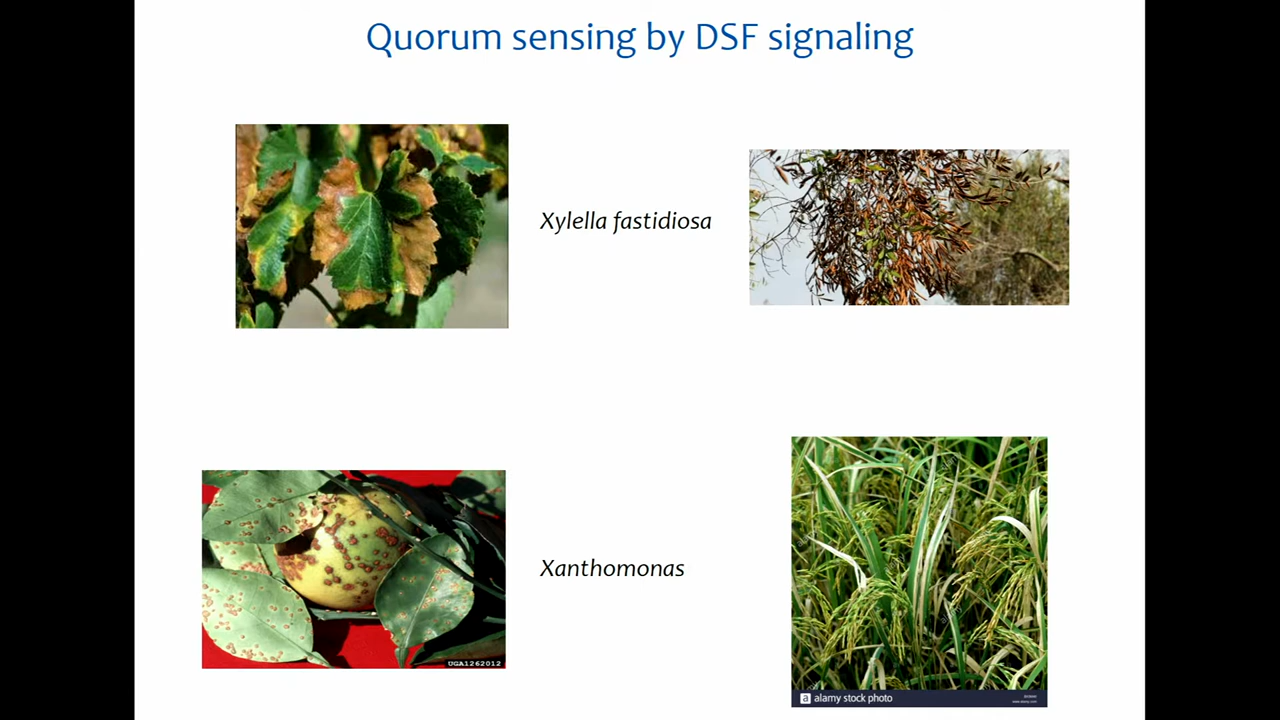 Quorum sensing by DSF signaling
Xylella fastidiosa
Xanthomonas
UGA1262012
a alamy stock photo